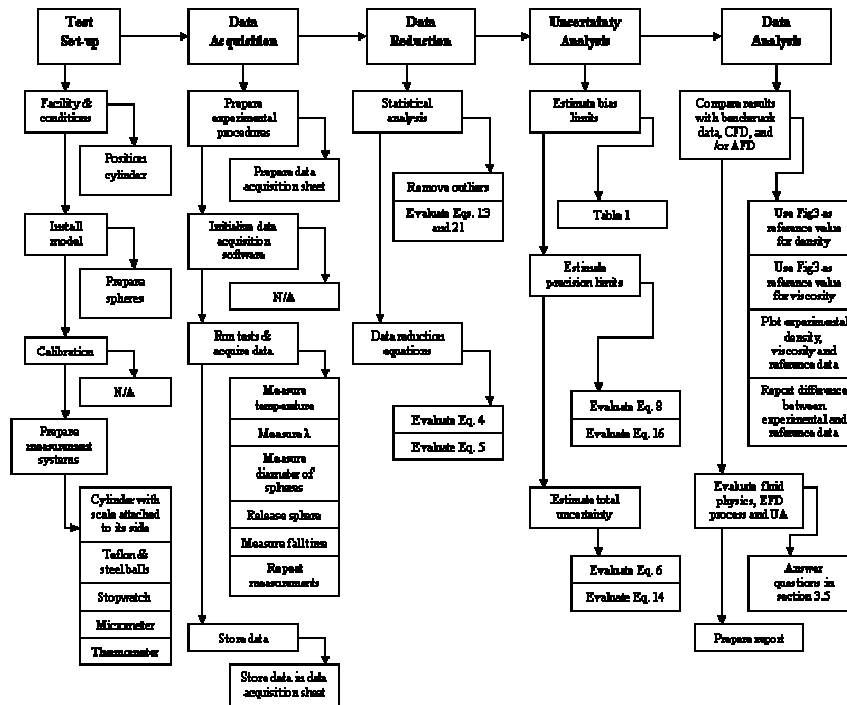 Test
Set-up
Data
Acquisition
Data
Reduction
Uncertainty
Analysis
Data
Analysis
Facility &
conditions
Position
cylinder
Install
model
Prepare
spheres
Calibration
N/A
Prepare
measurement
systems
Cylinder with
scale attached
to its side
Teflon &
steel balls
Stopwatch
Micrometer
Thermometer
Prepare
experimental
procedures
Prepare data
acquisition sheet
Initialize data
acquisition
software
N/A
Run tests &
acquire data
Measure
temperature
Measure λ
Measure
diameter of
spheres
Release sphere
Measure fall time
Repeat
measurements
Store data
Store data in data
acquisition sheet
Statistical
analysis
Remove outliers
Evaluate Eqs. 13
and 21
Data reduction
equations
Evaluate Eq. 4
Evaluate Eq. 5
Estimate bias
limits
Table 1
Estimate
precision limits
Evaluate Eq. 8
Evaluate Eq. 16
Estimate total
uncertainty
Evaluate Eq. 6
Evaluate Eq. 14
Compare results
with benchmark
data, CFD, and
/or AFD
Use Fig 3 as
reference value
for density
Use Fig 3 as
reference value
for viscosity
Plot experimental
density,
viscosity and
reference data
Report difference
between
experimental and
reference data
Evaluate fluid
physics, EFD
process and UA
Answer
questions in
section 3.5
Prepare report